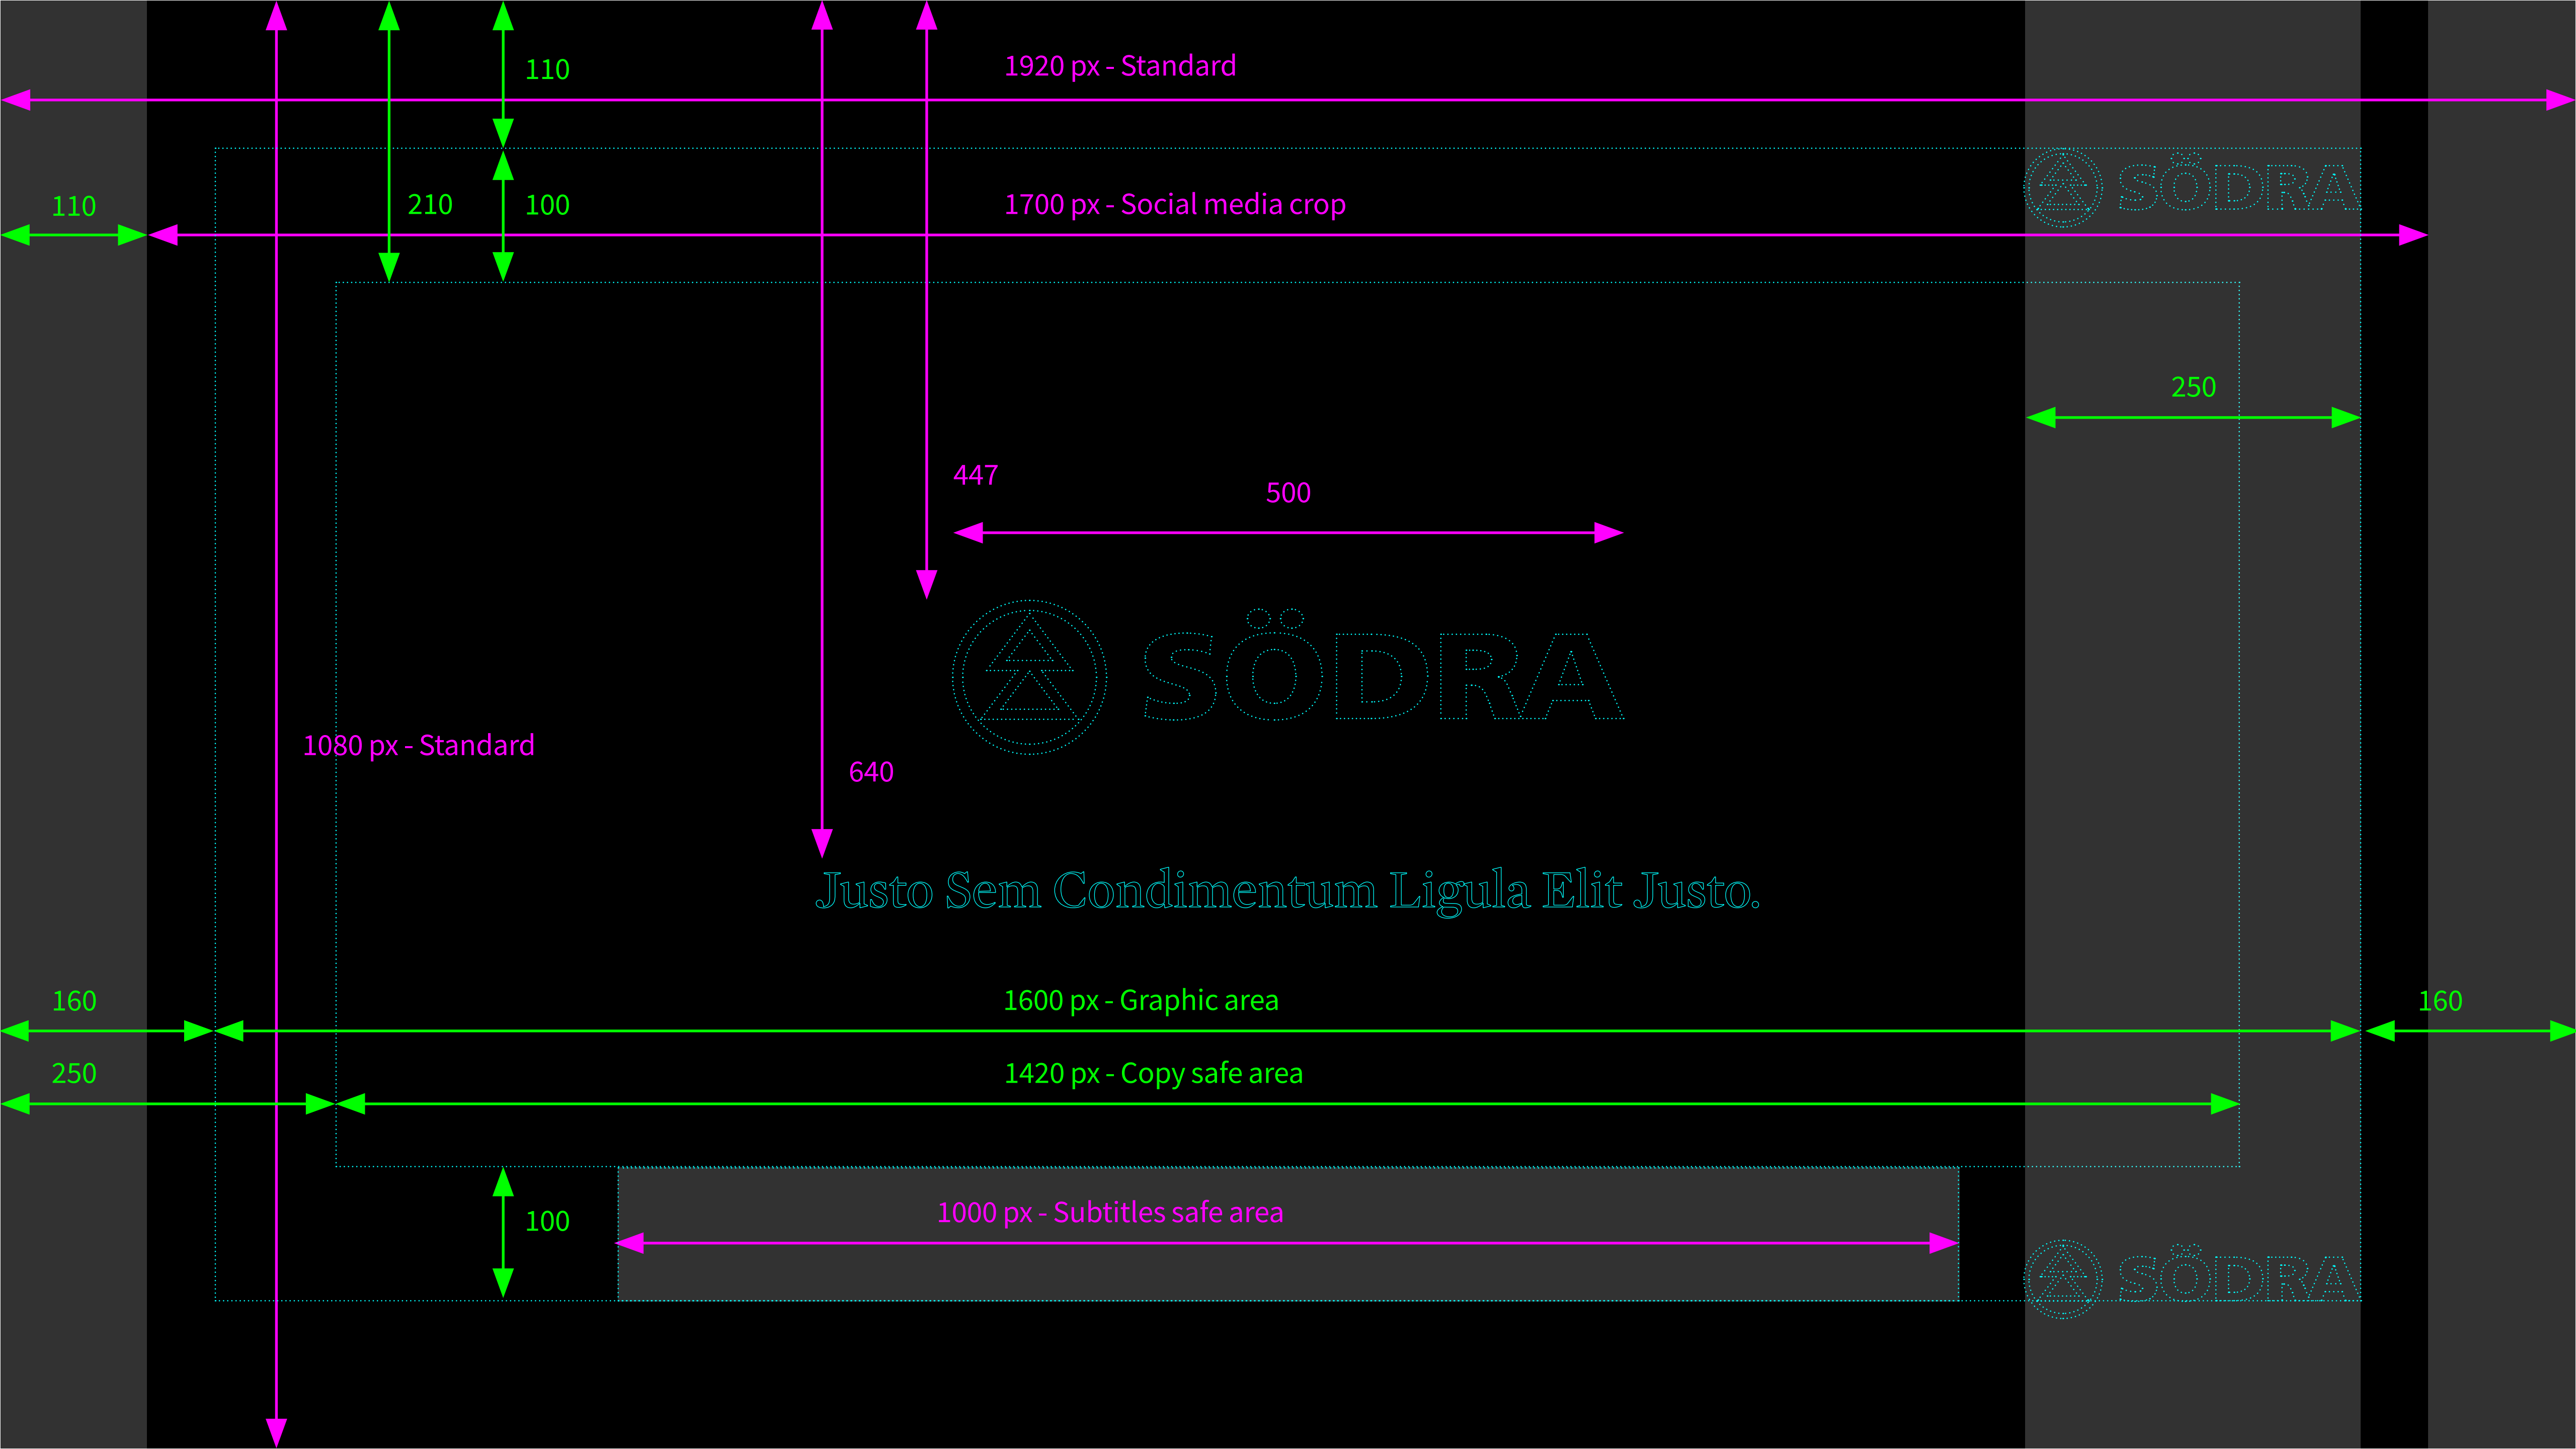 1920 px - Standard
110
SÖDRA
110
210
100
1700 px - Social media crop
250
447
500
SÖDRA
1080 px - Standard
640
Justo Sem Condimentum Ligula Elit Justo.
160
1600 px - Graphic area
160
250
1420 px - Copy safe area
100
1000 px - Subtitles safe area
SÖDRA